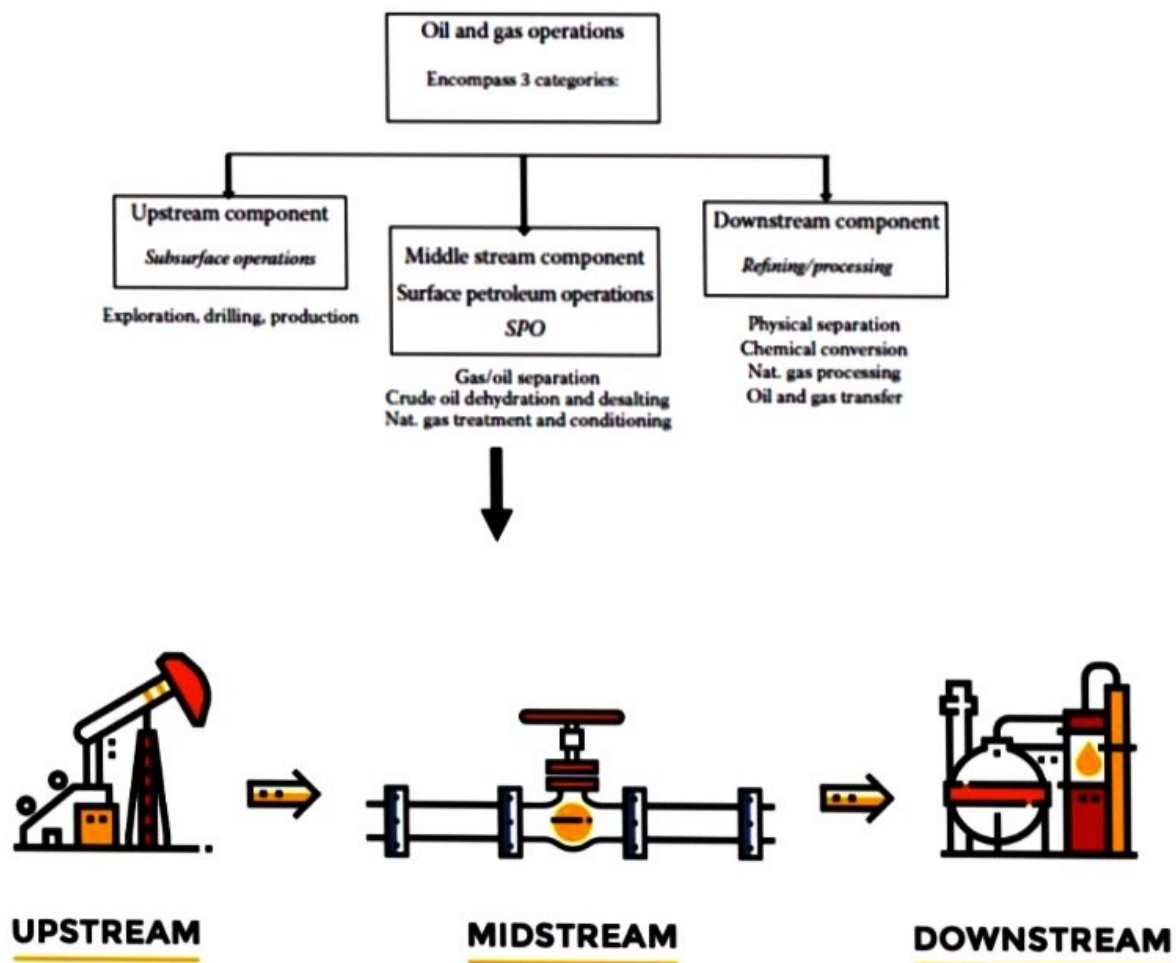 Oil and gas operations
Encompass 3 categories:
Upstream component
Subsurface operations
Exploration, drilling, production
Middle stream component
Surface petroleum operations
SPO
Gas/oil separation
Crude oil dehydration and desalting
Nat. gas treatment and conditioning
Downstream component
Refining/processing
Physical separation
Chemical conversion
Nat. gas processing
Oil and gas transfer
UPSTREAM
MIDSTREAM
DOWNSTREAM